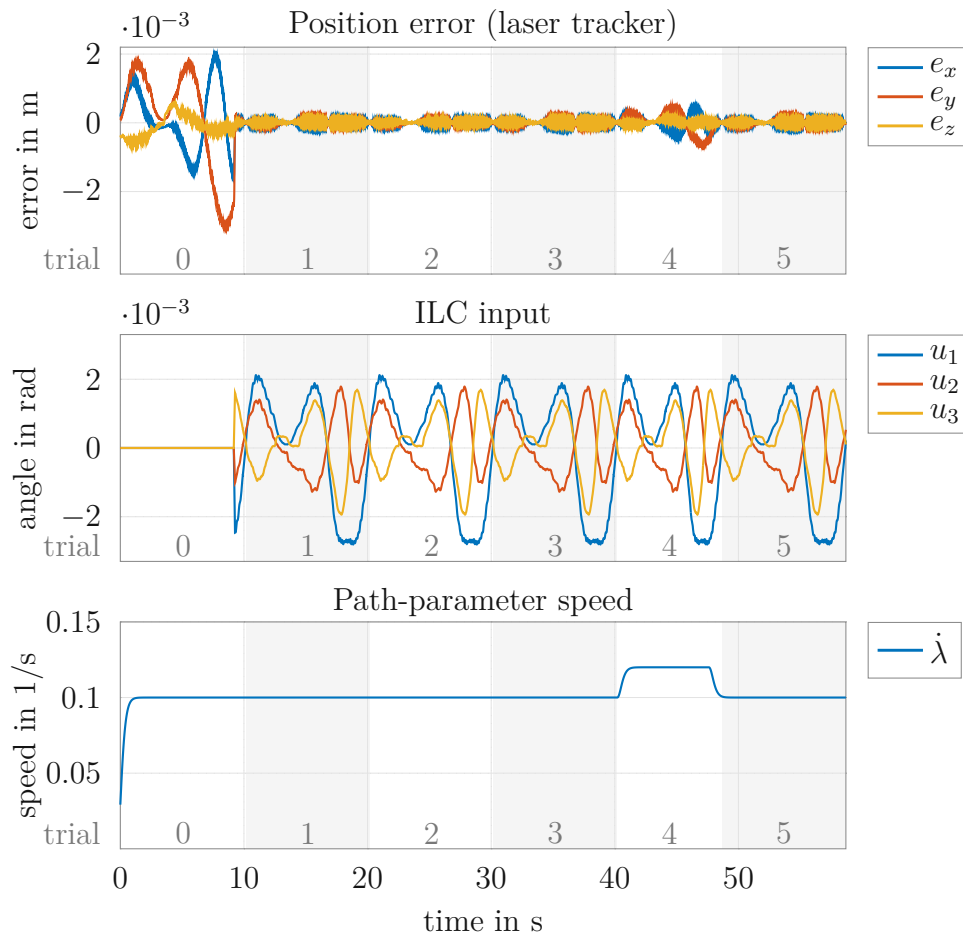 ·10⁻³
Position error (laser tracker)
error in m
2
0
−2
trial 0 1 2 3 4 5
e_x
e_y
e_z
·10⁻³
ILC input
angle in rad
2
0
−2
trial 0 1 2 3 4 5
u_1
u_2
u_3
Path-parameter speed
speed in 1/s
0.15
0.1
0.05
trial 0 1 2 3 4 5
λ̇
0 10 20 30 40 50
time in s